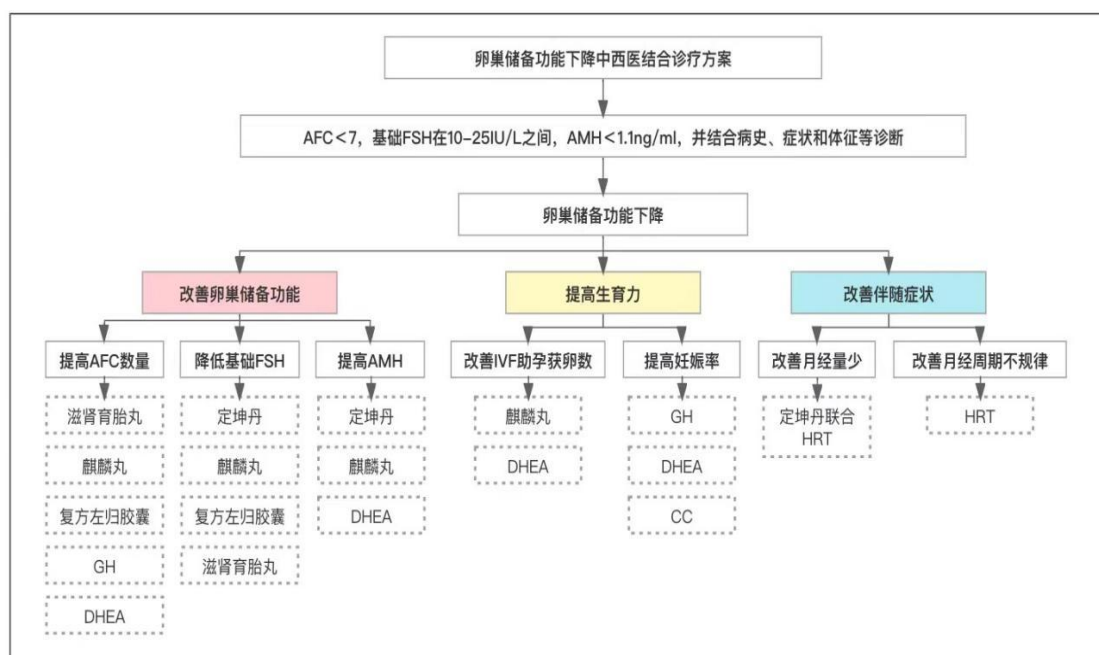 卵巢储备功能下降中西医结合诊疗方案
AFC＜7，基础FSH在10-25IU/L之间，AMH＜1.1ng/ml，并结合病史、症状和体征等诊断
卵巢储备功能下降
改善卵巢储备功能
提高生育力
改善伴随症状
提高AFC数量
降低基础FSH
提高AMH
改善IVF助孕获卵数
提高妊娠率
改善月经量少
改善月经周期不规律
滋肾育胎丸
麒麟丸
复方左归胶囊
GH
DHEA
定坤丹
麒麟丸
复方左归胶囊
滋肾育胎丸
定坤丹
麒麟丸
DHEA
麒麟丸
DHEA
GH
DHEA
CC
定坤丹联合
HRT
HRT